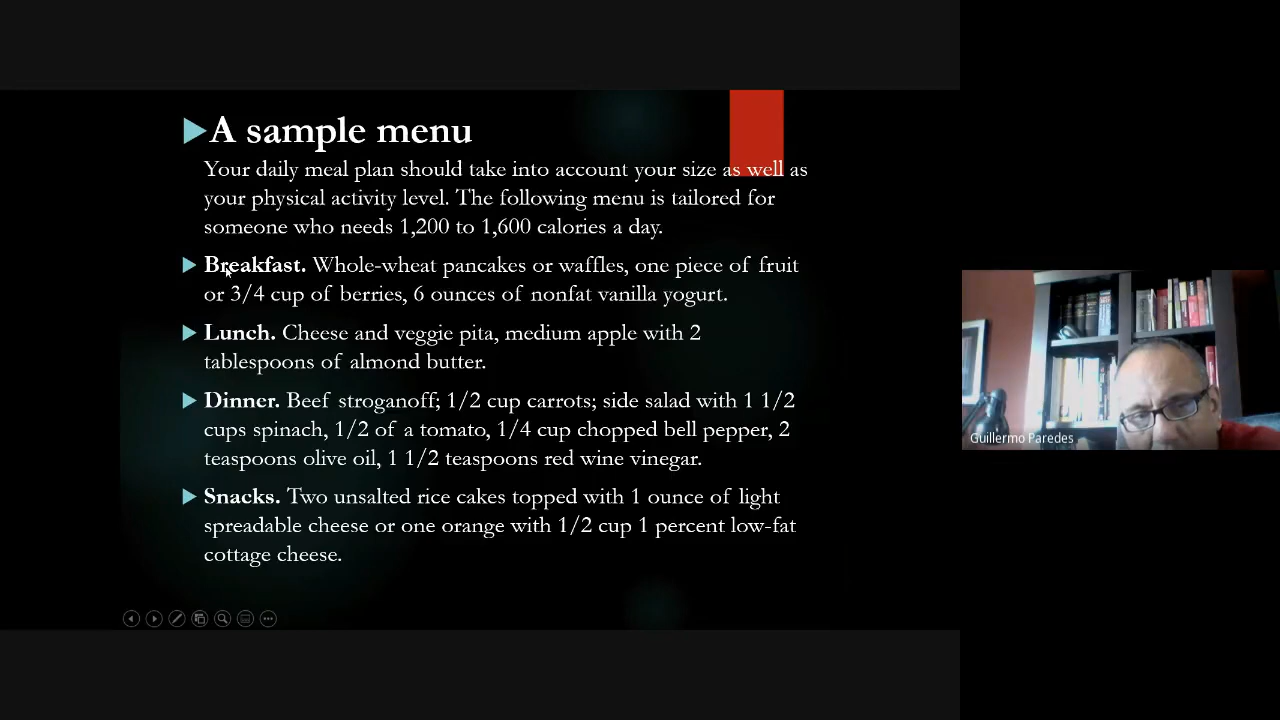 A sample menu
Your daily meal plan should take into account your size as well as
your physical activity level. The following menu is tailored for
someone who needs 1,200 to 1,600 calories a day.
Breakfast. Whole-wheat pancakes or waffles, one piece of fruit
or 3/4 cup of berries, 6 ounces of nonfat vanilla yogurt.
Lunch. Cheese and veggie pita, medium apple with 2
tablespoons of almond butter.
Dinner. Beef stroganoff; 1/2 cup carrots; side salad with 1 1/2
cups spinach, 1/2 of a tomato, 1/4 cup chopped bell pepper, 2
teaspoons olive oil, 1 1/2 teaspoons red wine vinegar.
Snacks. Two unsalted rice cakes topped with 1 ounce of light
spreadable cheese or one orange with 1/2 cup 1 percent low-fat
cottage cheese.
Guillermo Paredes